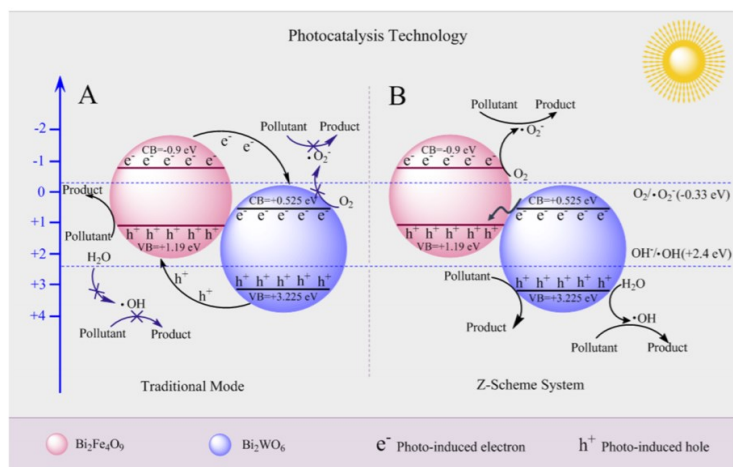 Photocatalysis Technology
A
B
-2
-1
0
+1
+2
+3
+4
CB=-0.9 eV
e⁻ e⁻ e⁻ e⁻ e⁻
h⁺ h⁺ h⁺ h⁺ h⁺
VB=+1.19 eV
e⁻ e⁻
Pollutant Product
•O₂⁻
O₂
CB=+0.525 eV
e⁻ e⁻ e⁻ e⁻ e⁻
h⁺ h⁺ h⁺ h⁺ h⁺
VB=+3.225 eV
h⁺
h⁺
Product
Pollutant
H₂O
•OH
Pollutant Product
Traditional Mode
Pollutant Product
•O₂⁻
O₂
CB=-0.9 eV
e⁻ e⁻ e⁻ e⁻ e⁻
h⁺ h⁺ h⁺ h⁺ h⁺
VB=+1.19 eV
CB=+0.525 eV
e⁻ e⁻ e⁻ e⁻ e⁻
h⁺ h⁺ h⁺ h⁺ h⁺
VB=+3.225 eV
O₂/•O₂⁻(-0.33 eV)
OH⁻/•OH(+2.4 eV)
Pollutant
Product
H₂O
•OH
Pollutant Product
Z-Scheme System
Bi₂Fe₄O₉
Bi₂WO₆
e⁻ Photo-induced electron
h⁺ Photo-induced hole